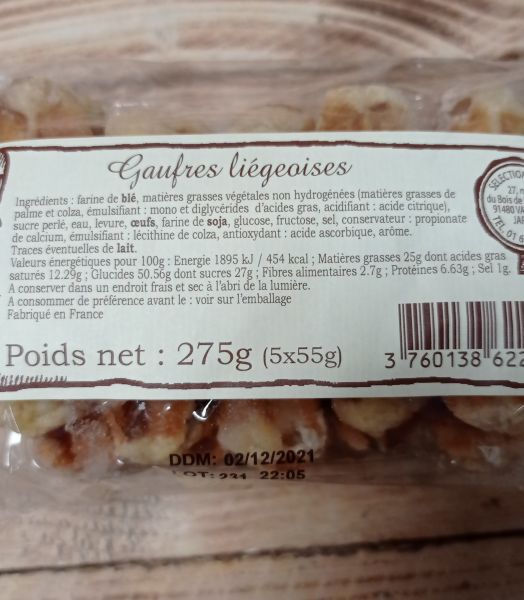 Gaufres liégeoises
Ingrédients : farine de blé, matières grasses végétales non hydrogénées (matières grasses de
palme et colza, émulsifiant : mono et diglycérides d'acides gras, acidifiant : acide citrique),
sucre perlé, eau, levure, œufs, farine de soja, glucose, fructose, sel, conservateur : propionate
de calcium, émulsifiant : lécithine de colza, antioxydant : acide ascorbique, arôme.
Traces éventuelles de lait.
Valeurs énergétiques pour 100g : Energie 1895 kJ / 454 kcal ; Matières grasses 25g dont acides gras
saturés 12.29g ; Glucides 50.56g dont sucres 27g ; Fibres alimentaires 2.7g ; Protéines 6.63g ; Sel 1g.
A conserver dans un endroit frais et sec à l'abri de la lumière.
A consommer de préférence avant le : voir sur l'emballage
Fabriqué en France
Poids net : 275g (5x55g)
SELECTION
27,
du Bois de
91480 VA
TEL 01 6
3 760138 622
DDM: 02/12/2021
LOT: 231 22:05